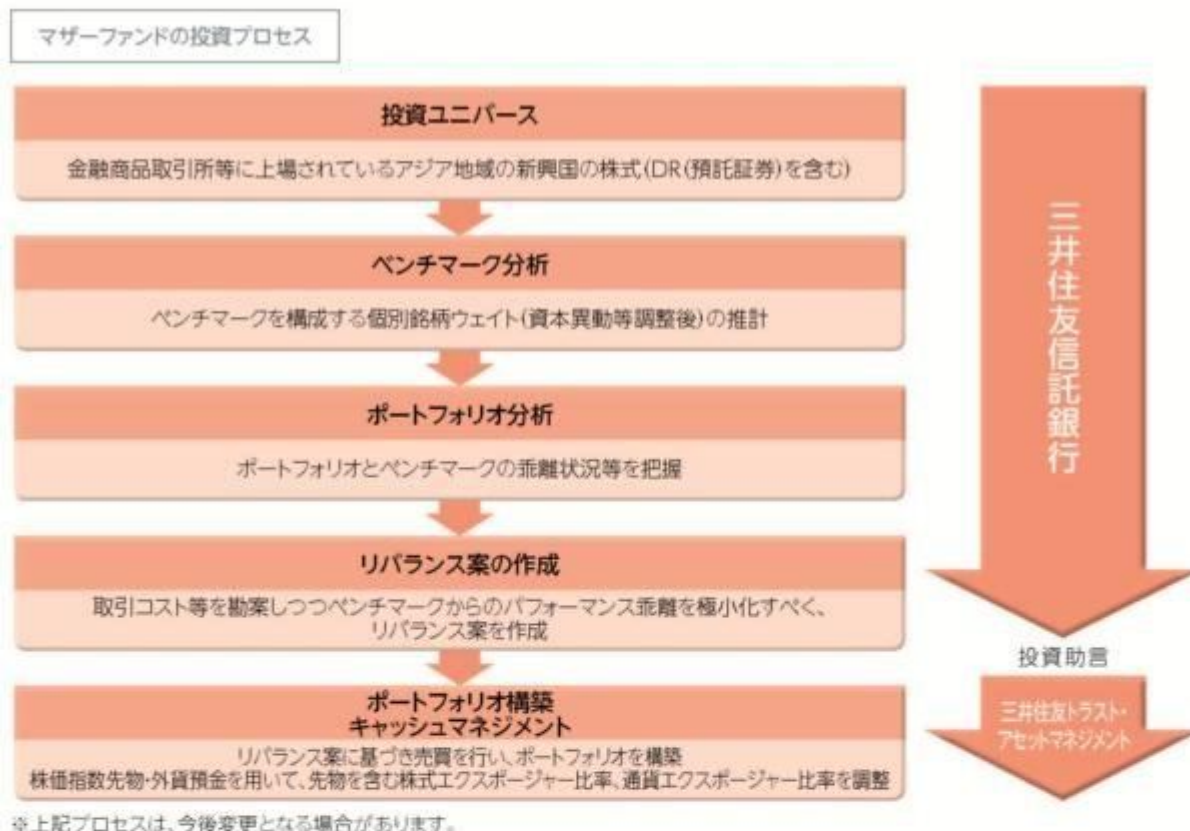 マザーファンドの投資プロセス
投資ユニバース
金融商品取引所等に上場されているアジア地域の新興国の株式(DR(預託証券)を含む)
ベンチマーク分析
ベンチマークを構成する個別銘柄ウェイト(資本異動等調整後)の推計
ポートフォリオ分析
ポートフォリオとベンチマークの乖離状況等を把握
リバランス案の作成
取引コスト等を勘案しつつベンチマークからのパフォーマンス乖離を極小化すべく、
リバランス案を作成
ポートフォリオ構築
キャッシュマネジメント
リバランス案に基づき売買を行い、ポートフォリオを構築
株価指数先物・外貨預金を用いて、先物を含む株式エクスポージャー比率、通貨エクスポージャー比率を調整
三井住友信託銀行
投資助言
三井住友トラスト・
アセットマネジメント
※上記プロセスは、今後変更となる場合があります。